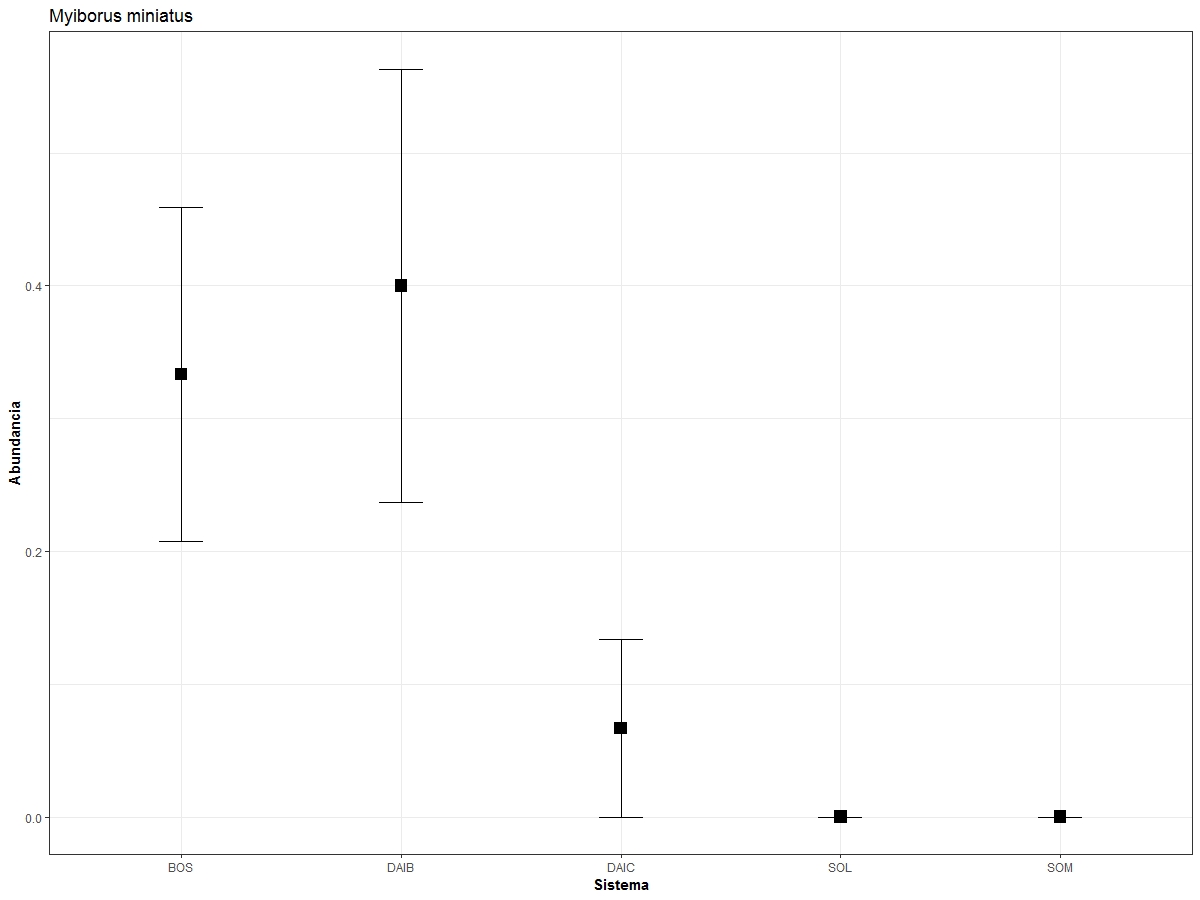 Myiborus miniatus
Abundancia
0.4
0.2
0.0
BOS DAIB DAIC SOL SOM
Sistema